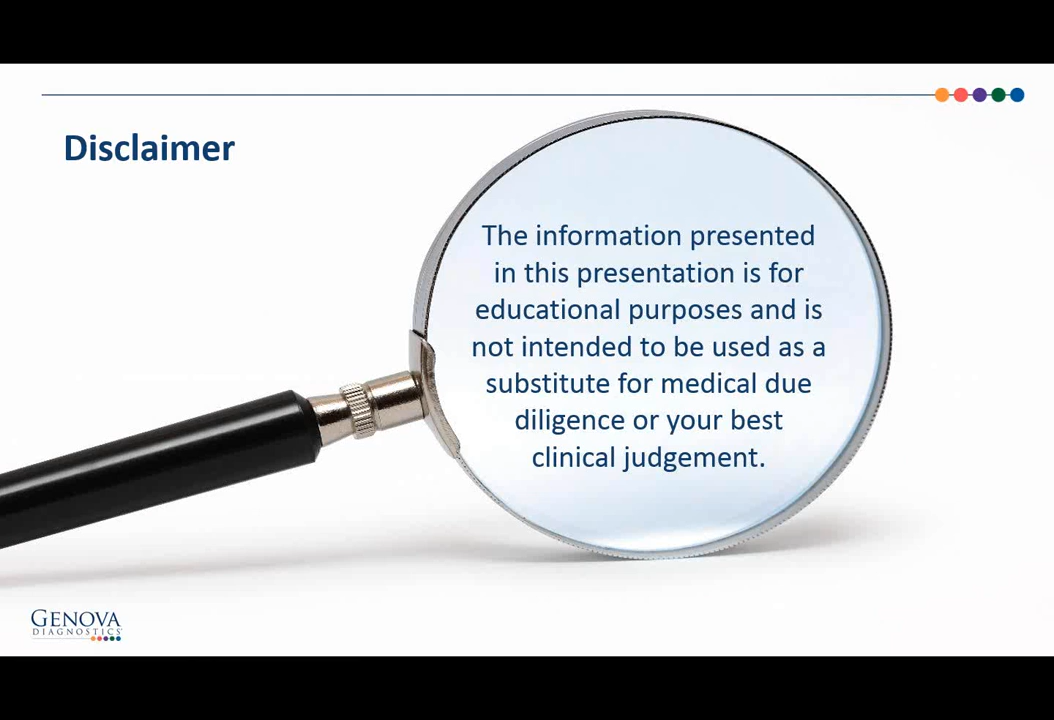 Disclaimer
The information presented
in this presentation is for
educational purposes and is
not intended to be used as a
substitute for medical due
diligence or your best
clinical judgement.
GENOVA
DIAGNOSTICS